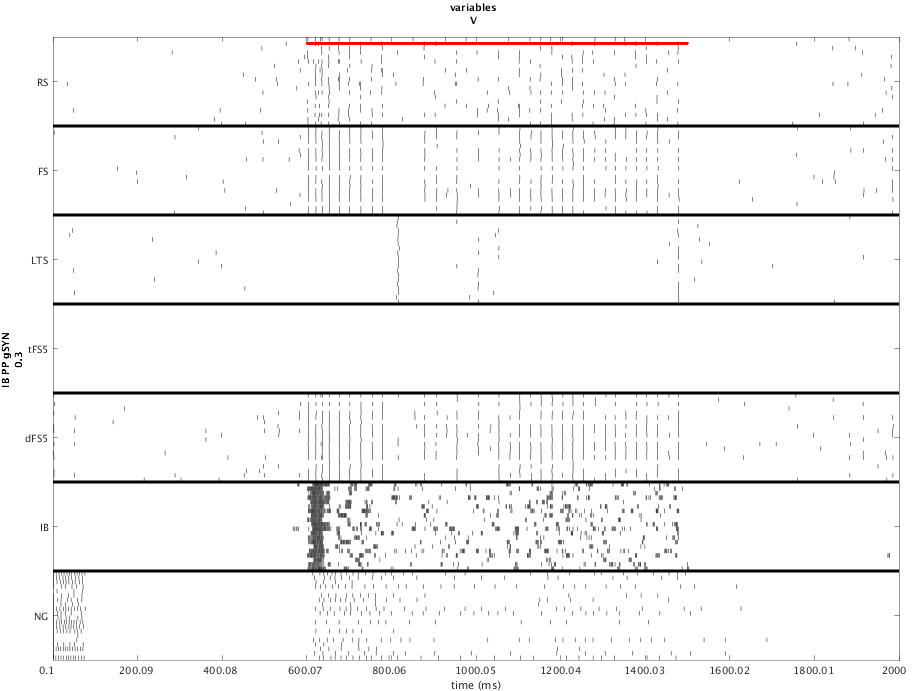 variables
V
RS
FS
LTS
tFS5
dFS5
IB
NG
IB PP gSYN
0.3
0.1
200.09
400.08
600.07
800.06
1000.05
1200.04
1400.03
1600.02
1800.01
2000
time (ms)